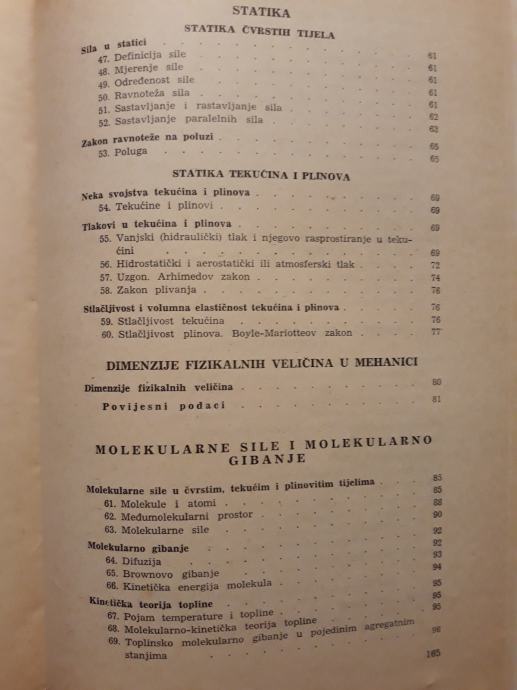 STATIKA
STATIKA ČVRSTIH TIJELA
Sila u statici . . . . . . . . 61
47. Definicija sile . . . . . . . . 61
48. Mjerenje sile . . . . . . . . 61
49. Određenost sile . . . . . . . . 61
50. Ravnoteža sila . . . . . . . . 61
51. Sastavljanje i rastavljanje sila . . . . . . 62
52. Sastavljanje paralelnih sila . . . . . . 63
Zakon ravnoteže na poluzi . . . . . . . 65
53. Poluga . . . . . . . . 65
STATIKA TEKUĆINA I PLINOVA
Neka svojstva tekućina i plinova . . . . . . 69
54. Tekućine i plinovi . . . . . . . 69
Tlakovi u tekućina i plinova . . . . . . 69
55. Vanjski (hidraulički) tlak i njegovo rasprostiranje u teku-
ćini . . . . . . . . 69
56. Hidrostatički i aerostatički ili atmosferski tlak . . . 72
57. Uzgon. Arhimedov zakon . . . . . . 74
58. Zakon plivanja . . . . . . . 76
Stlačljivost i volumna elastičnost tekućina i plinova . . . 76
59. Stlačljivost tekućina . . . . . . 76
60. Stlačljivost plinova. Boyle-Mariotteov zakon . . . 77
DIMENZIJE FIZIKALNIH VELIČINA U MEHANICI
Dimenzije fizikalnih veličina . . . . . . 80
Povijesni podaci . . . . . . 81
MOLEKULARNE SILE I MOLEKULARNO
GIBANJE
Molekularne sile u čvrstim, tekućim i plinovitim tijelima . . 85
61. Molekule i atomi . . . . . . 85
62. Međumolekularni prostor . . . . . . 88
63. Molekularne sile . . . . . . 90
Molekularno gibanje . . . . . . . 92
64. Difuzija . . . . . . . 92
65. Brownovo gibanje . . . . . . 93
66. Kinetička energija molekula . . . . . . 94
Kinetička teorija topline . . . . . . 95
67. Pojam temperature i topline . . . . . . 95
68. Molekularno-kinetička teorija topline . . . . 95
69. Toplinsko molekularno gibanje u pojedinim agregatnim
stanjima . . . . . . . 96
165